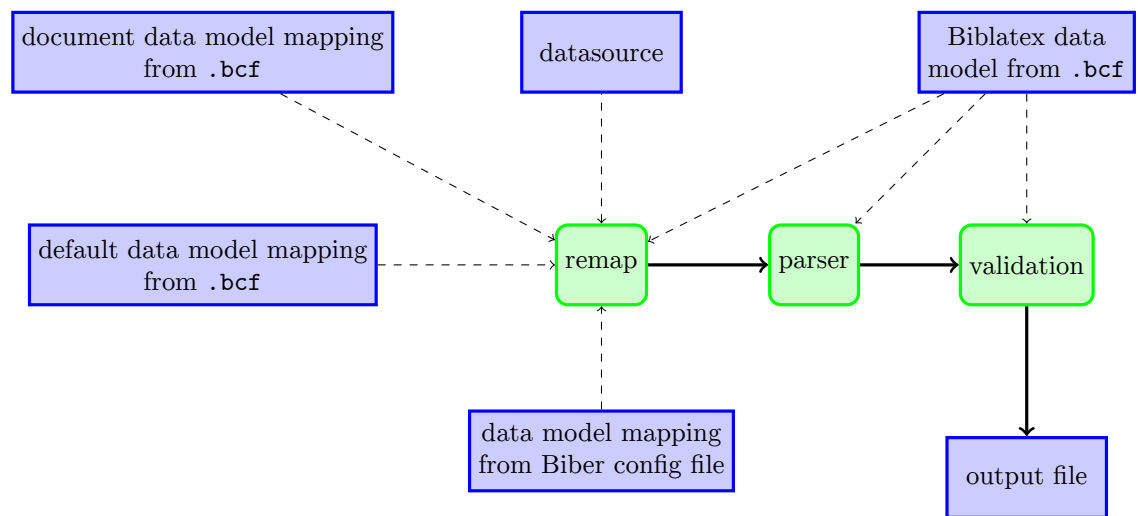 document data model mapping
from .bcf
datasource
Biblatex data
model from .bcf
default data model mapping
from .bcf
remap
parser
validation
data model mapping
from Biber config file
output file